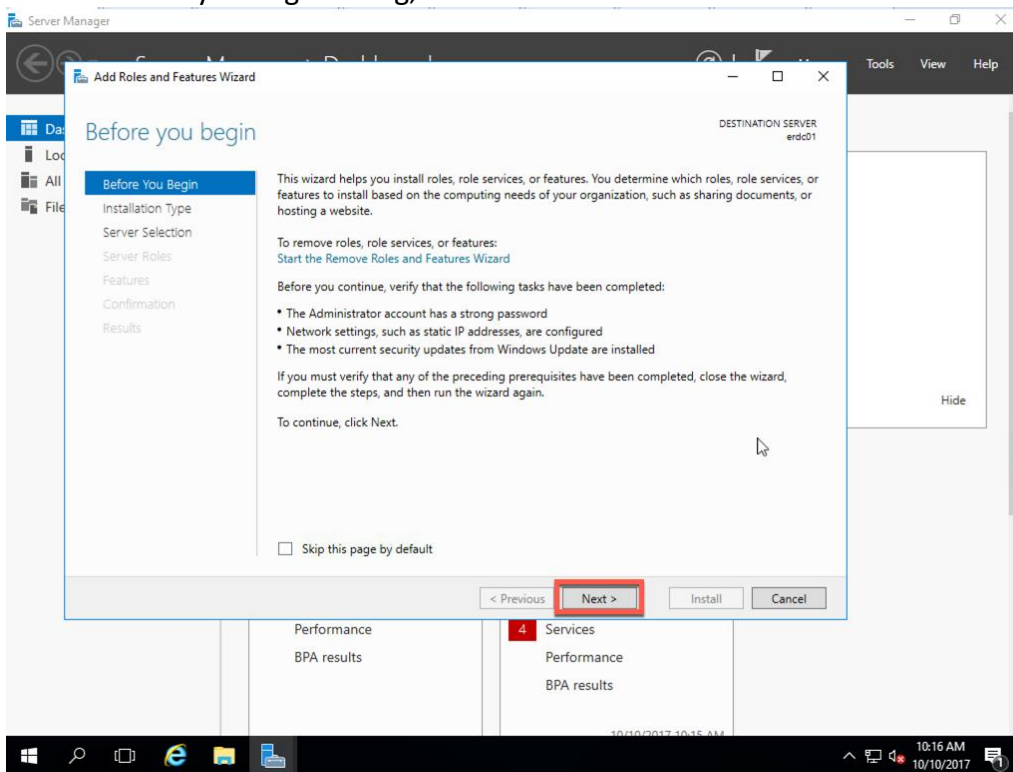 Server Manager
Tools View Help
Add Roles and Features Wizard
Before you begin
DESTINATION SERVER
erdc01
Before You Begin
Installation Type
Server Selection
Server Roles
Features
Confirmation
Results
This wizard helps you install roles, role services, or features. You determine which roles, role services, or
features to install based on the computing needs of your organization, such as sharing documents, or
hosting a website.
To remove roles, role services, or features:
Start the Remove Roles and Features Wizard
Before you continue, verify that the following tasks have been completed:
• The Administrator account has a strong password
• Network settings, such as static IP addresses, are configured
• The most current security updates from Windows Update are installed
If you must verify that any of the preceding prerequisites have been completed, close the wizard,
complete the steps, and then run the wizard again.
To continue, click Next.
Hide
Skip this page by default
< Previous Next > Install Cancel
Performance
BPA results
4 Services
Performance
BPA results
10/10/2017 10:15 AM
10:16 AM
10/10/2017
1